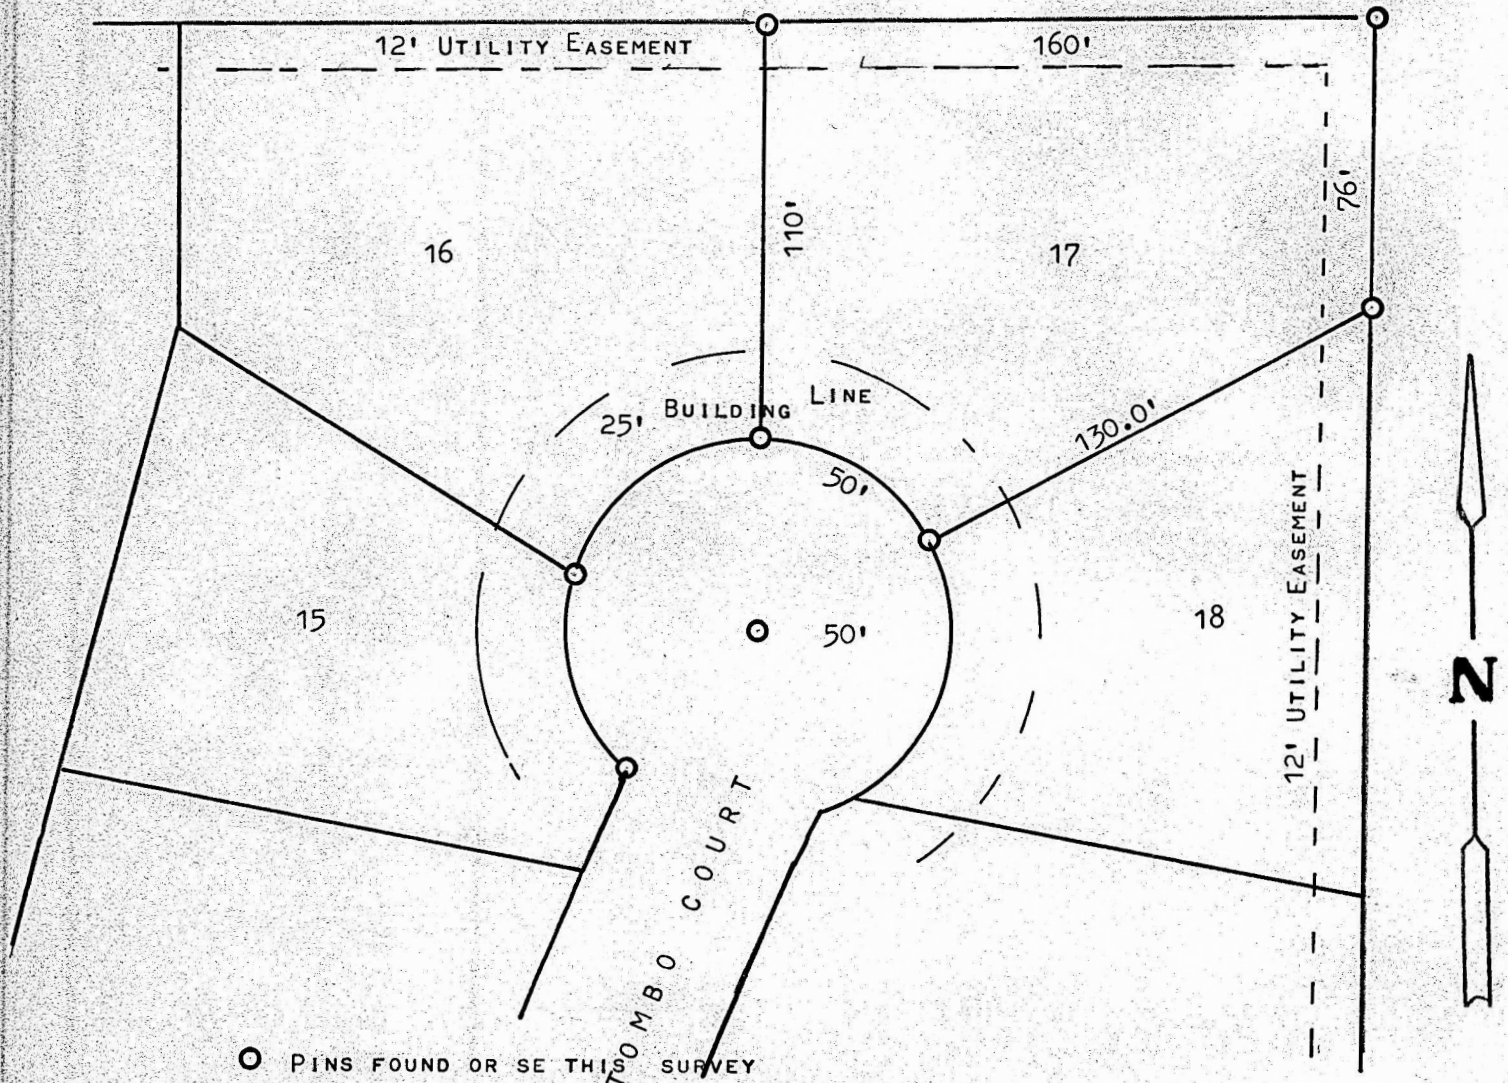 12' UTILITY EASEMENT
160'
76'
16
110'
17
25' BUILDING LINE
130.0'
50'
15
50'
18
12' UTILITY EASEMENT
N
COURT
PINS FOUND OR SE THIS SURVEY